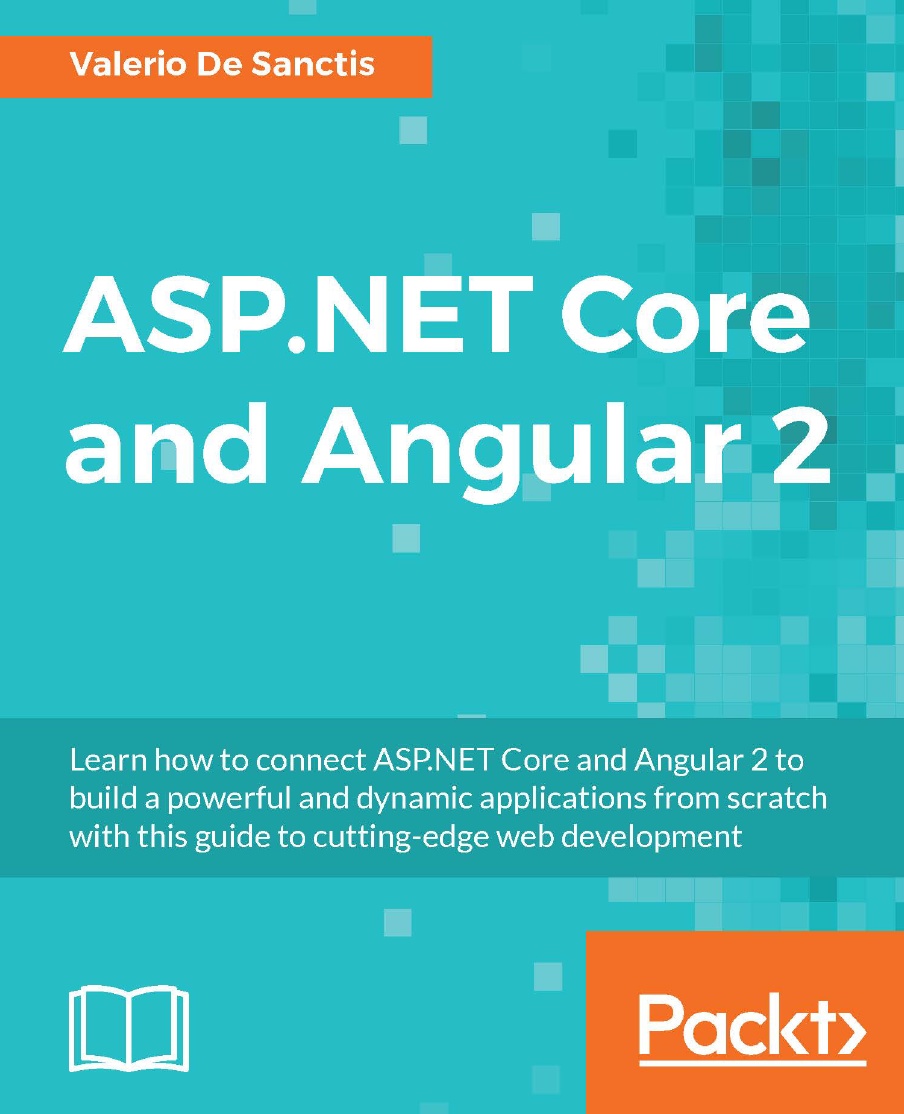 Valerio De Sanctis
ASP.NET Core
and Angular 2
Learn how to connect ASP.NET Core and Angular 2 to
build a powerful and dynamic applications from scratch
with this guide to cutting-edge web development
Packt>